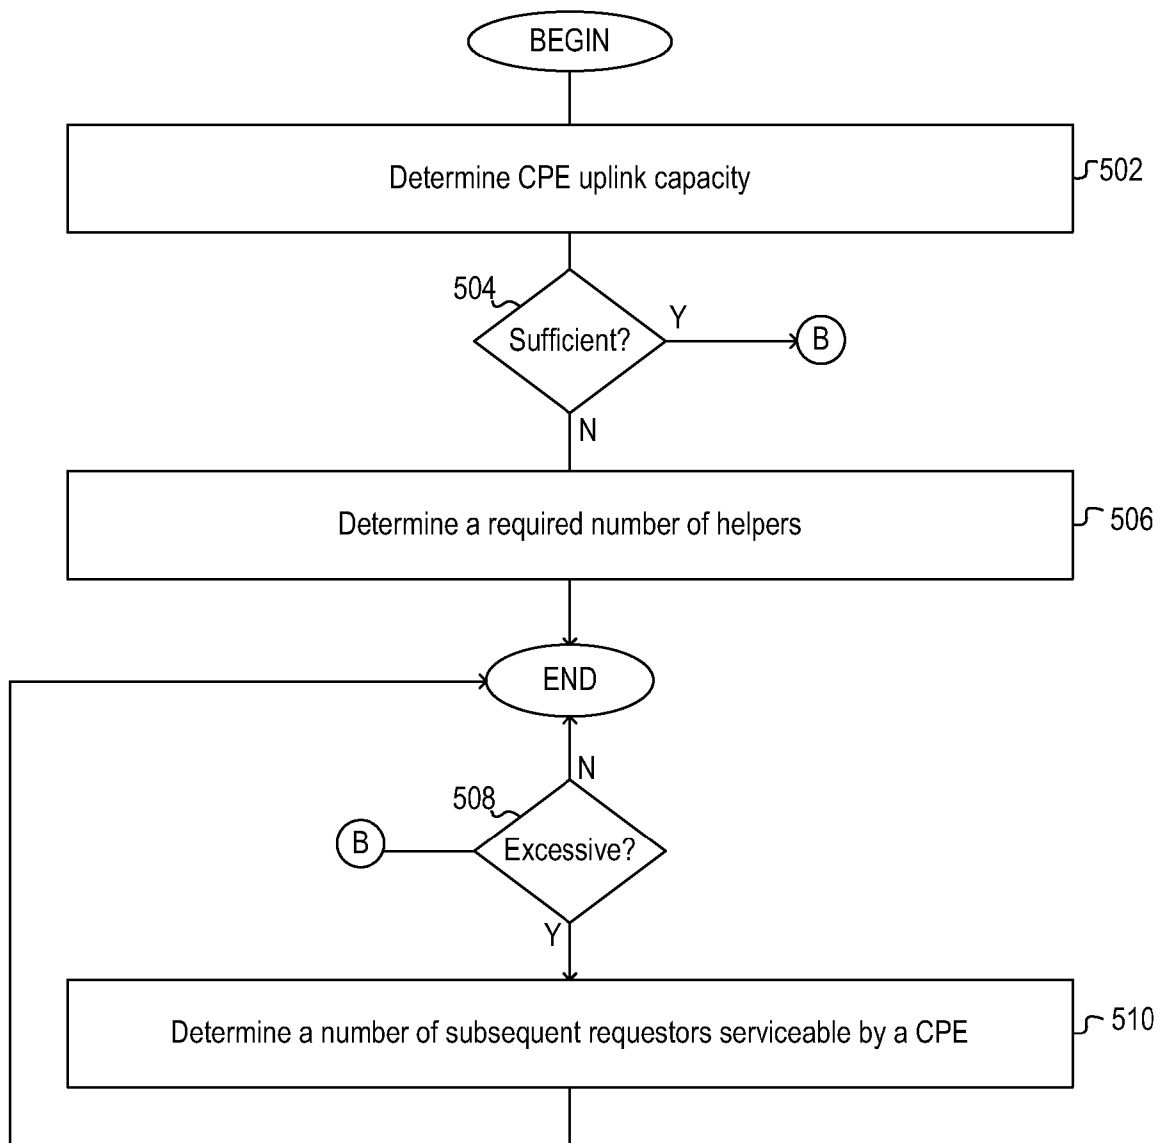 BEGIN
Determine CPE uplink capacity
502
504
Sufficient?
Y
B
N
Determine a required number of helpers
506
END
N
508
B
Excessive?
Y
Determine a number of subsequent requestors serviceable by a CPE
510